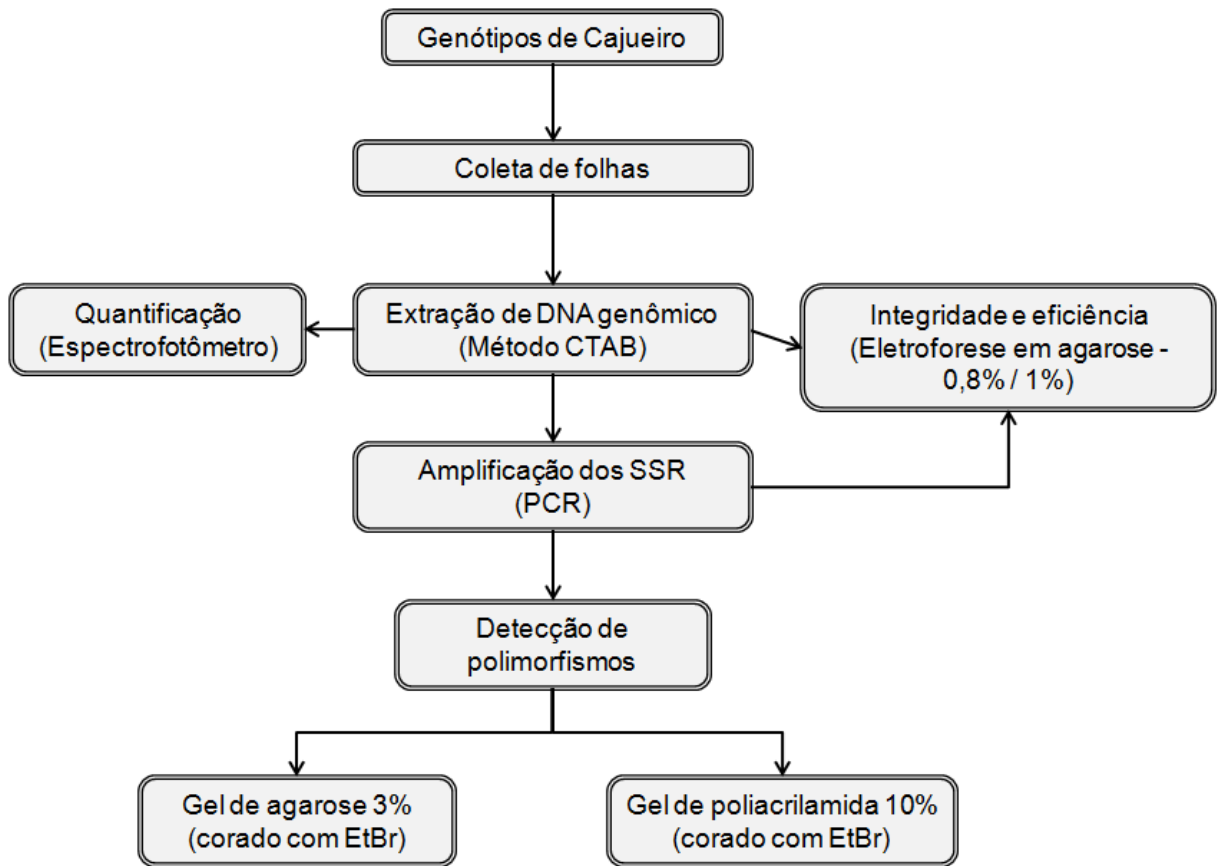 Genótipos de Cajueiro
Coleta de folhas
Quantificação
(Espectrofotômetro)
Extração de DNA genômico
(Método CTAB)
Integridade e eficiência
(Eletroforese em agarose -
0,8% / 1%)
Amplificação dos SSR
(PCR)
Detecção de
polimorfismos
Gel de agarose 3%
(corado com EtBr)
Gel de poliacrilamida 10%
(corado com EtBr)